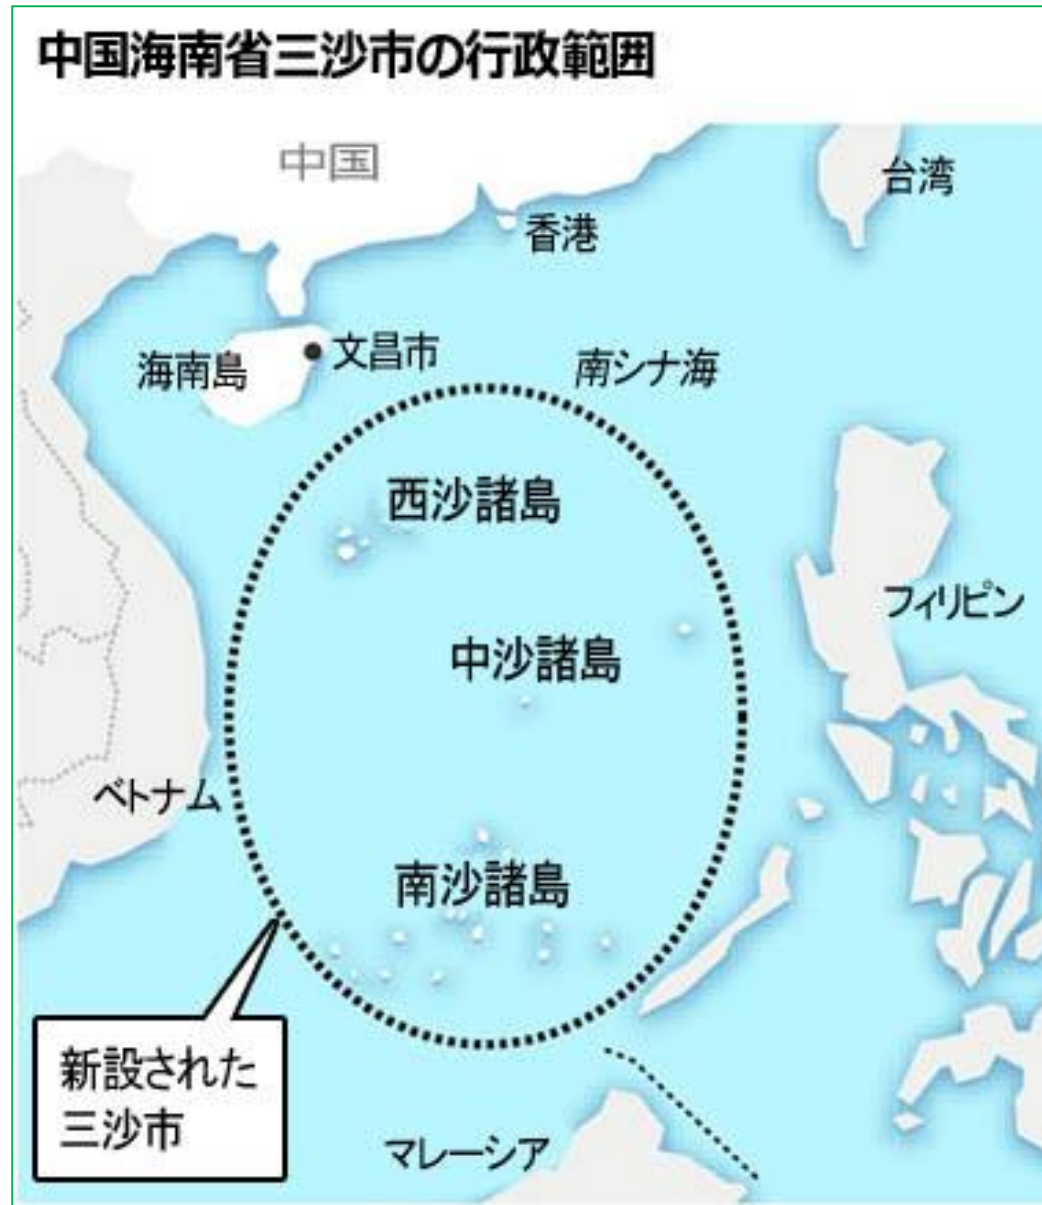 中国海南省三沙市の行政範囲
中国
台湾
香港
海南島
文昌市
南シナ海
西沙諸島
フィリピン
中沙諸島
ベトナム
南沙諸島
新設された
三沙市
マレーシア